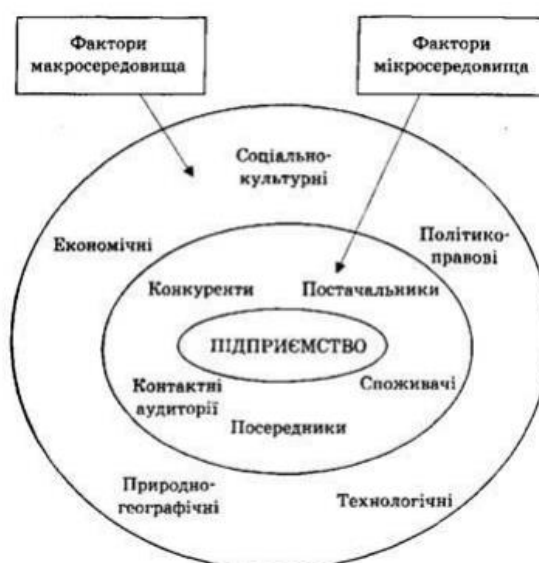 Фактори
макросередовища
Фактори
мікросередовища
Соціально-
культурні
Економічні
Політико-
правові
Конкуренти
Постачальники
ПІДПРИЄМСТВО
Контактні
аудиторії
Споживачі
Посередники
Природно-
географічні
Технологічні